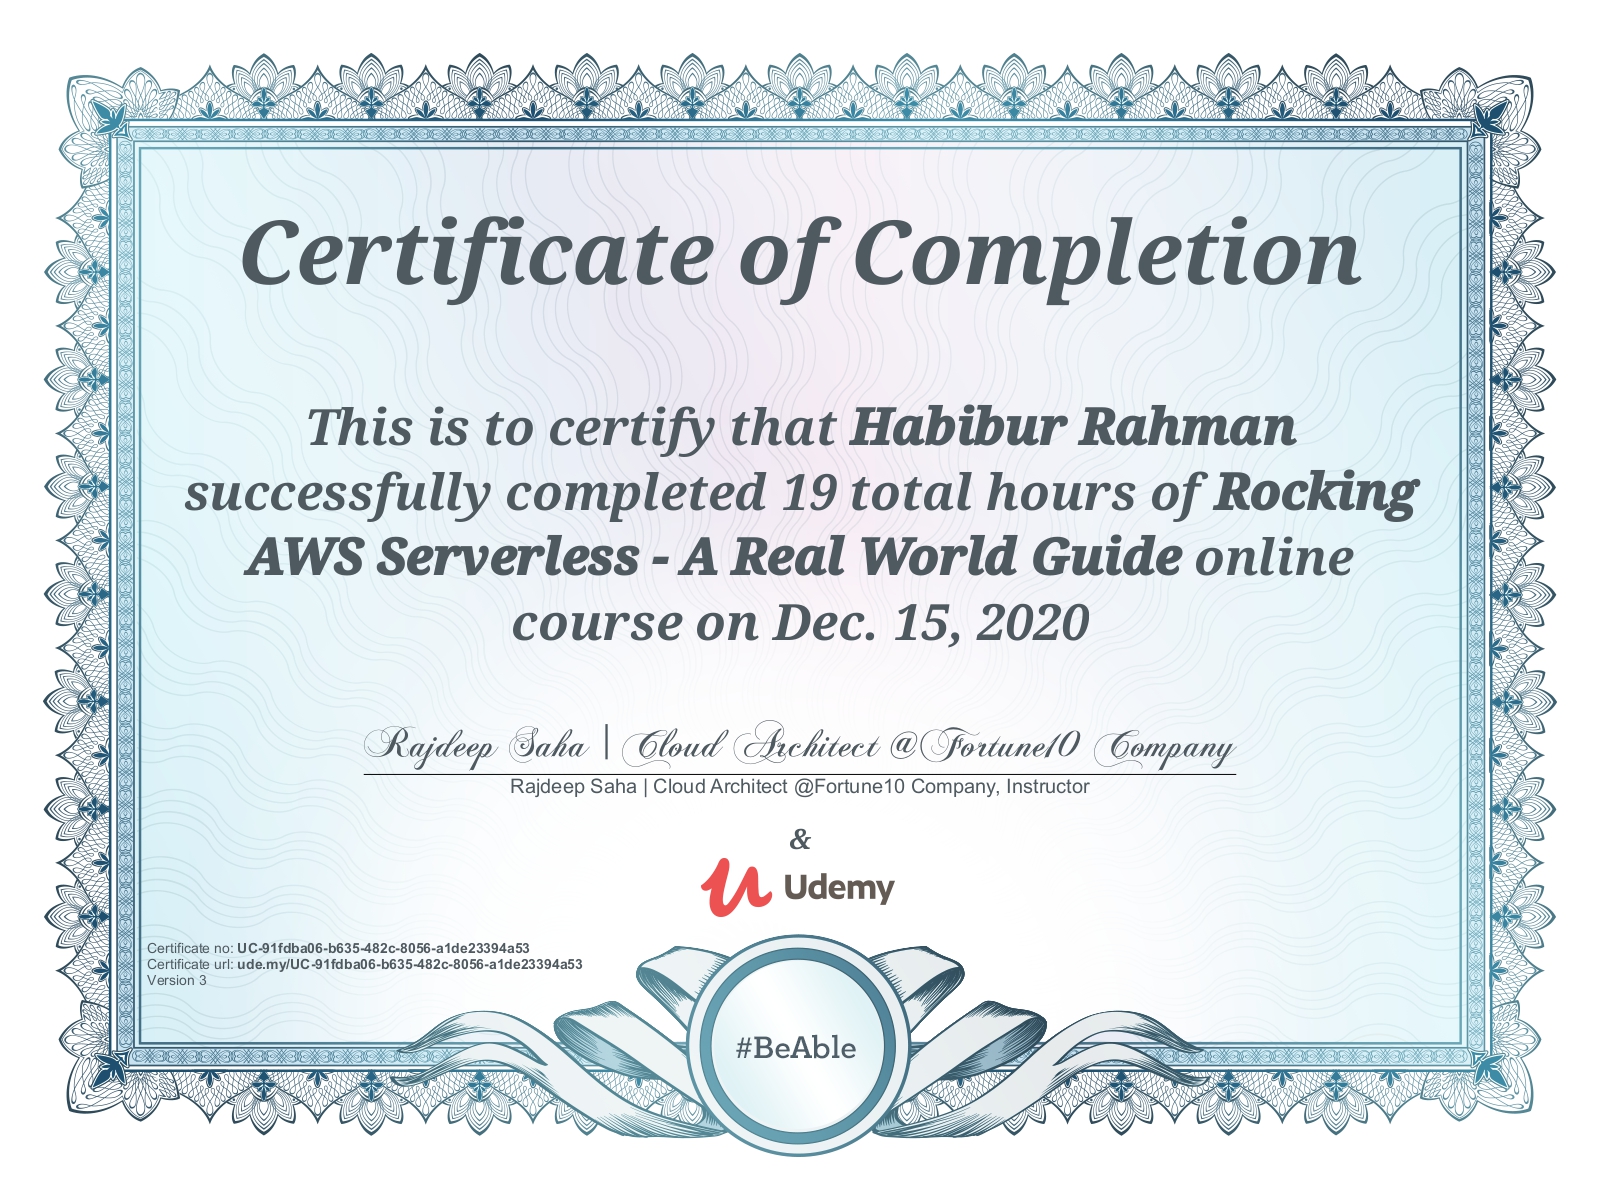 Certificate of Completion
This is to certify that Habibur Rahman
successfully completed 19 total hours of Rocking
AWS Serverless - A Real World Guide online
course on Dec. 15, 2020
Rajdeep Saha | Cloud Architect @Fortune10 Company
Rajdeep Saha | Cloud Architect @Fortune10 Company, Instructor
&
Udemy
Certificate no: UC-91fdba06-b635-482c-8056-a1de23394a53
Certificate url: ude.my/UC-91fdba06-b635-482c-8056-a1de23394a53
Version 3
#BeAble